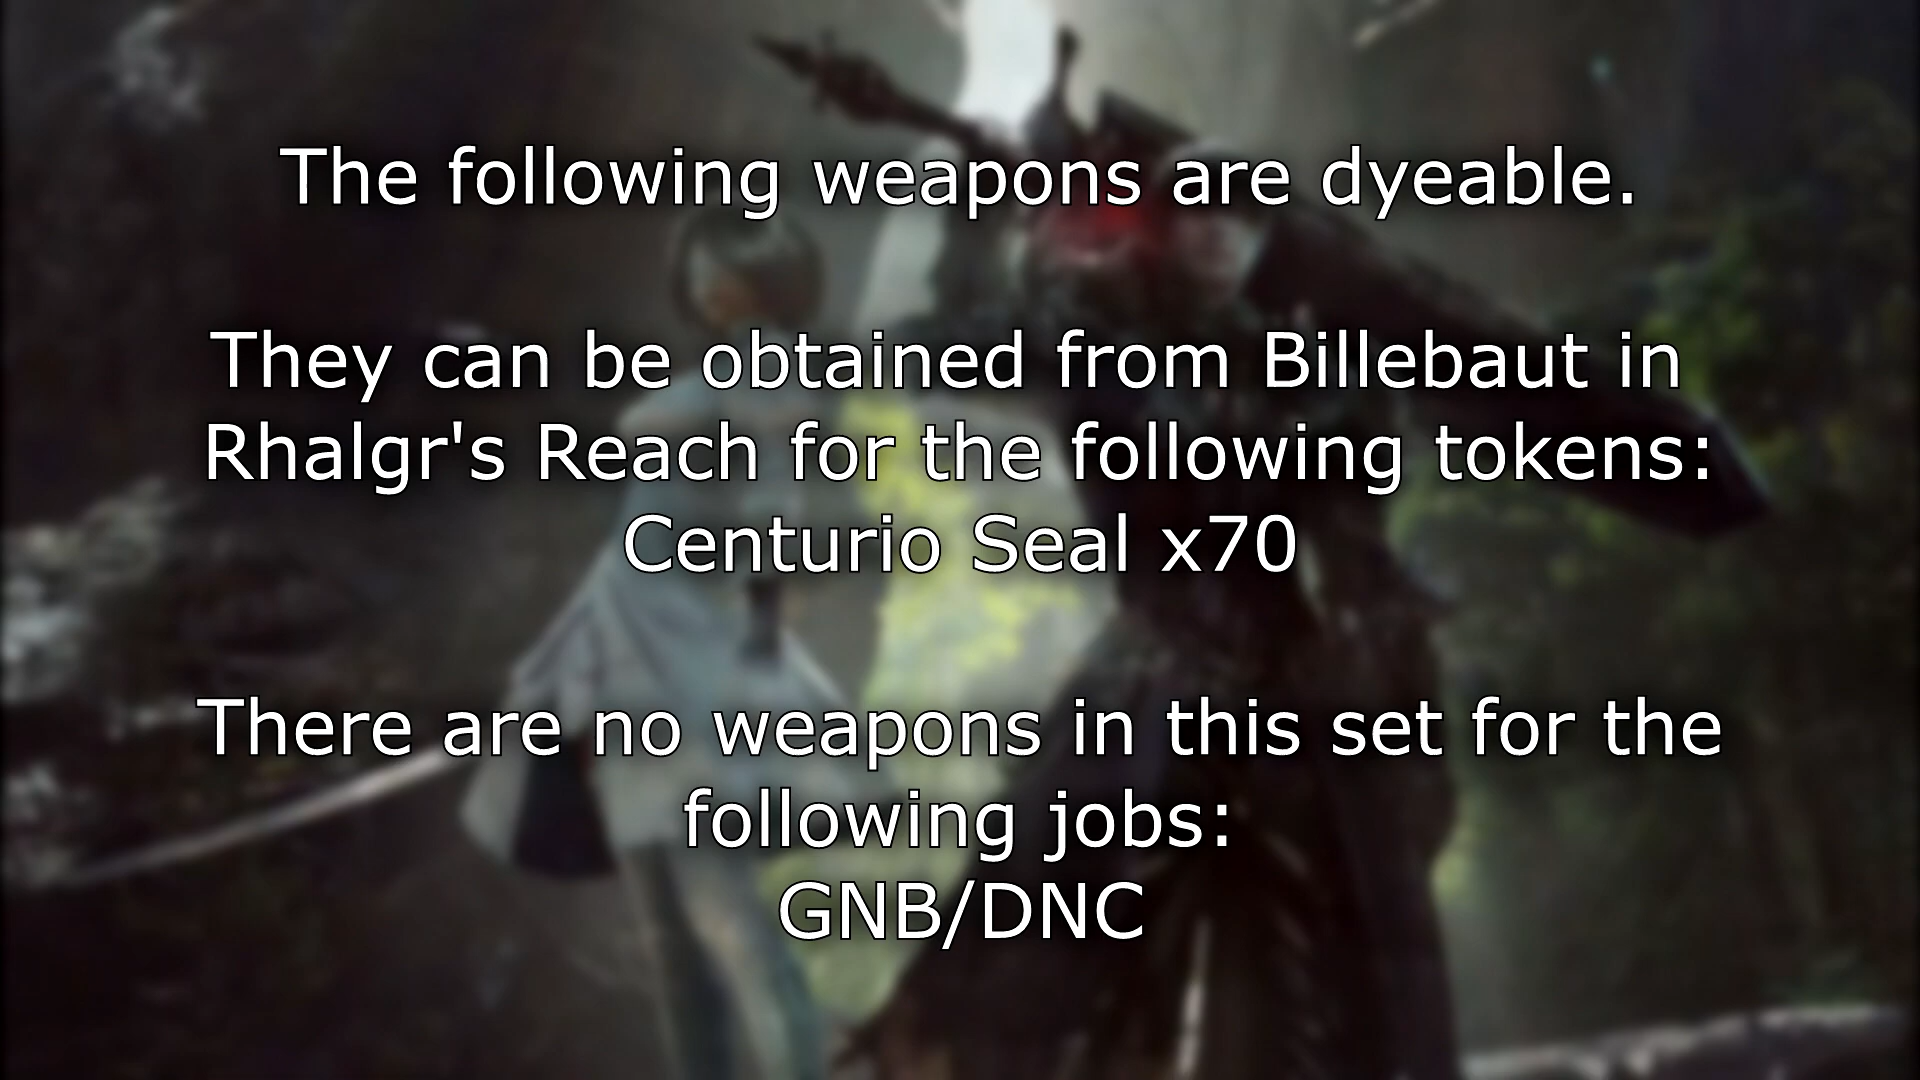 The following weapons are dyeable.
They can be obtained from Billebaut in
Rhalgr's Reach for the following tokens:
Centurio Seal x70
There are no weapons in this set for the
following jobs:
GNB/DNC